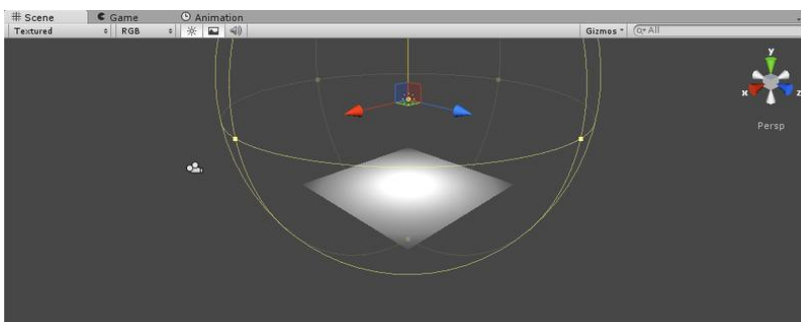 Scene Game Animation
Textured RGB Gizmos All
y
x z
Persp